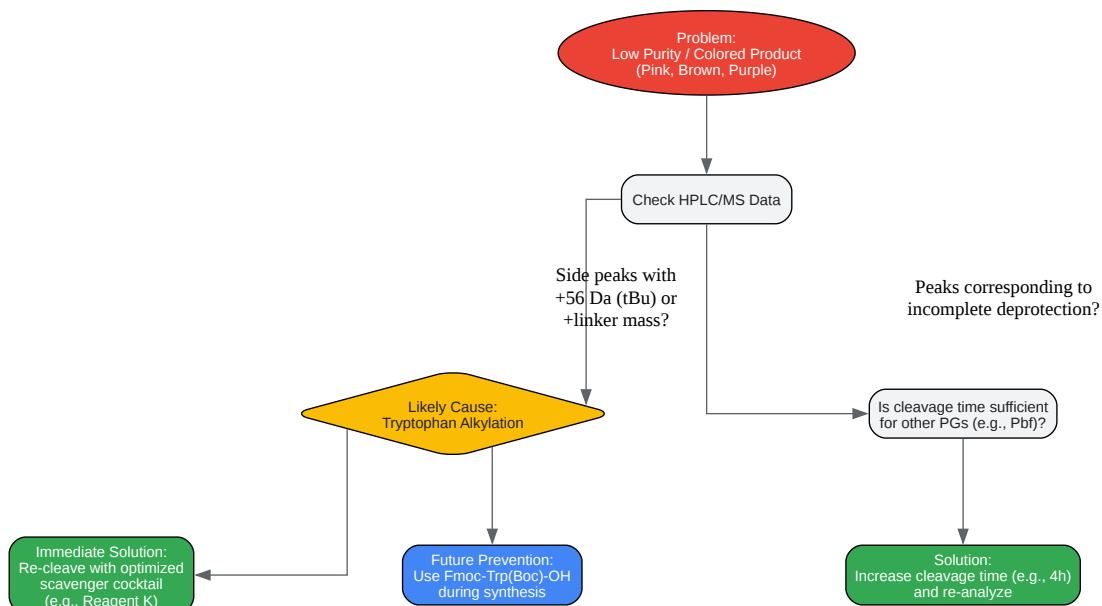 Problem:
Low Purity / Colored Product
(Pink, Brown, Purple)
Check HPLC/MS Data
Side peaks with
+56 Da (tBu) or
+linker mass?
Peaks corresponding to
incomplete deprotection?
Likely Cause:
Tryptophan Alkylation
Is cleavage time sufficient
for other PGs (e.g., Pbf)?
Immediate Solution:
Re-cleave with optimized
scavenger cocktail
(e.g., Reagent K)
Future Prevention:
Use Fmoc-Trp(Boc)-OH
during synthesis
Solution:
Increase cleavage time (e.g., 4h)
and re-analyze